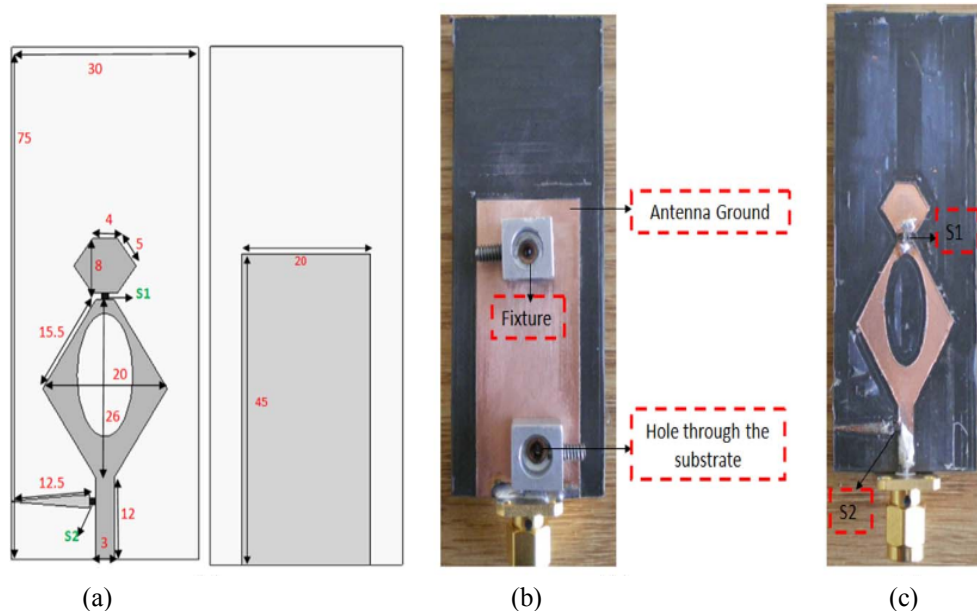 30
75
4
5
8
S1
15.5
20
26
12.5
S2
12
3
20
45
Antenna Ground
Fixture
Hole through the
substrate
S1
S2
(a)
(b)
(c)